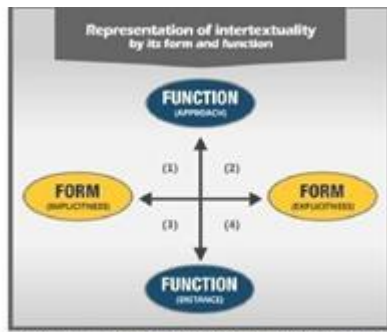 Representation of intertextuality
by its form and function
FUNCTION
(APPROACH)
(1) (2)
FORM
(IMPLICITNESS)
FORM
(EXPLICITNESS)
(3) (4)
FUNCTION
(DISTANCE)